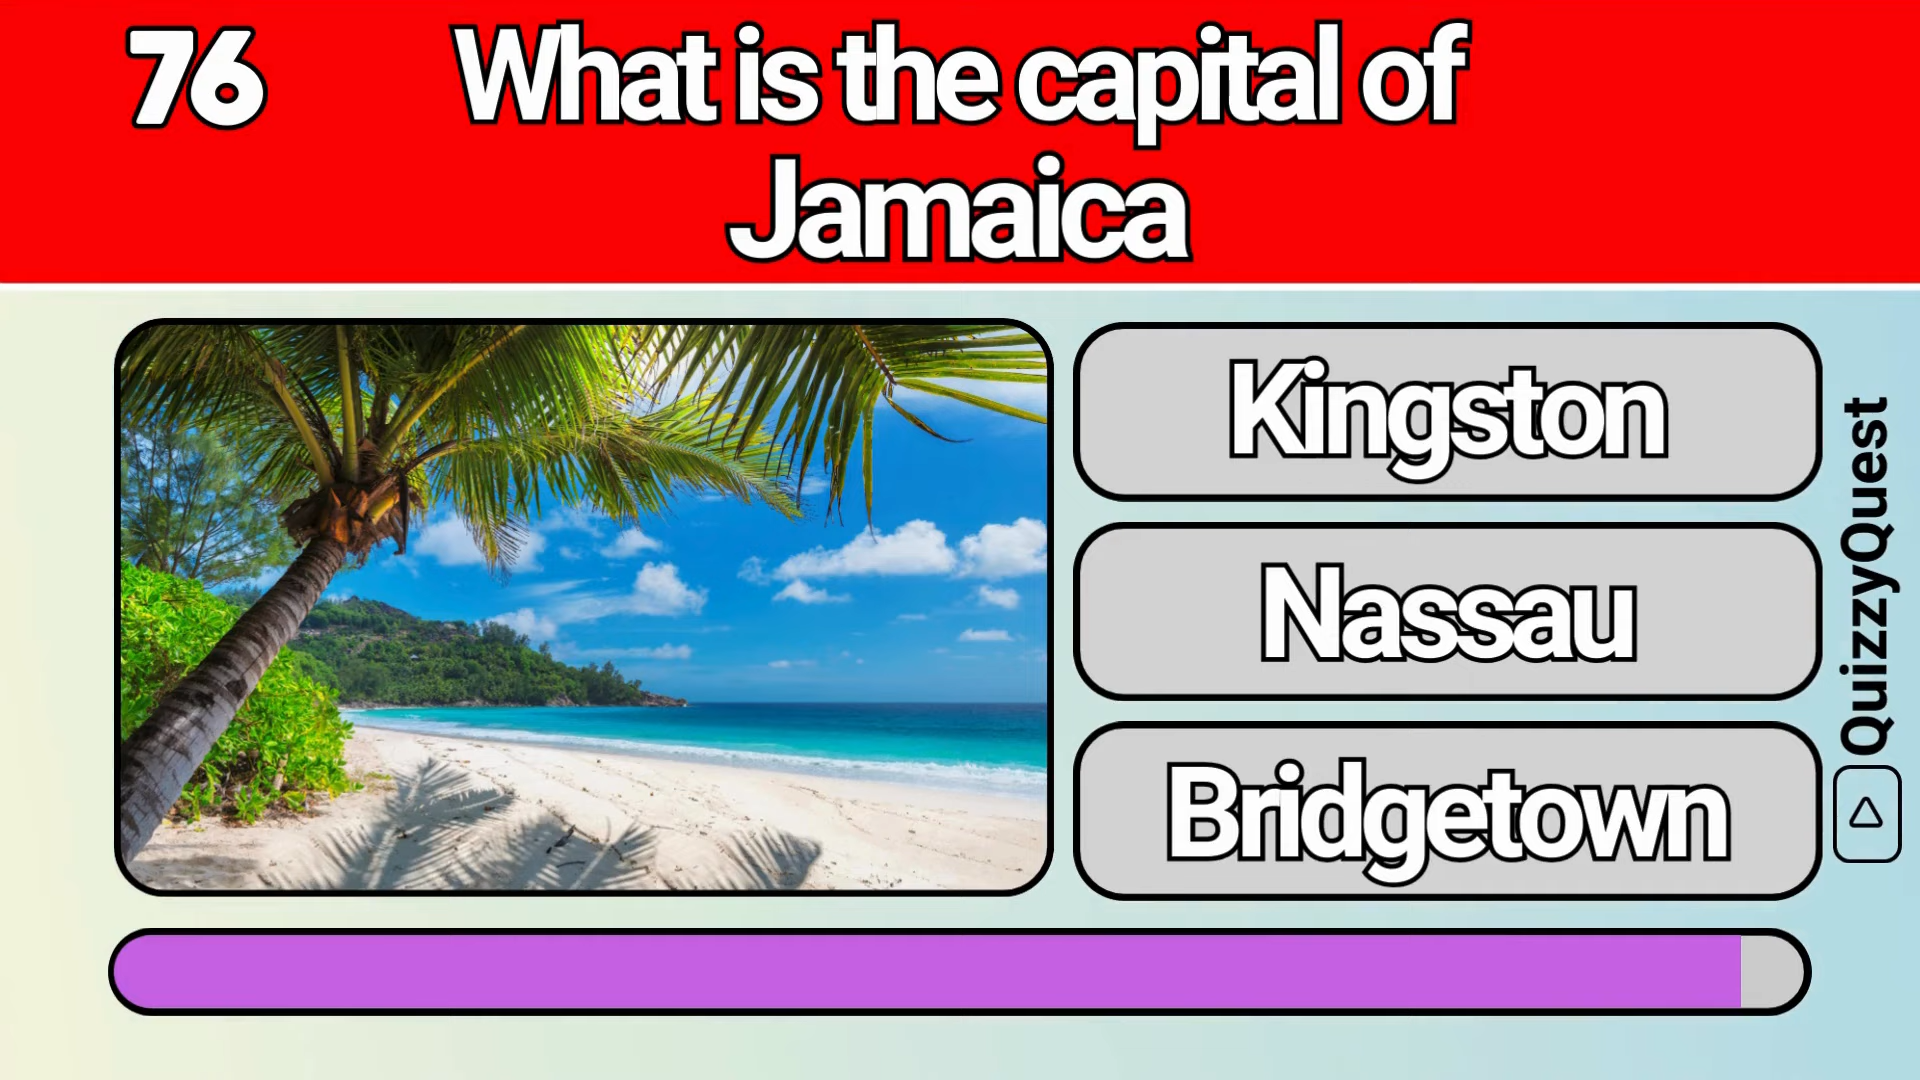 76
What is the capital of
Jamaica
Kingston
Nassau
Bridgetown
QuizzyQuest